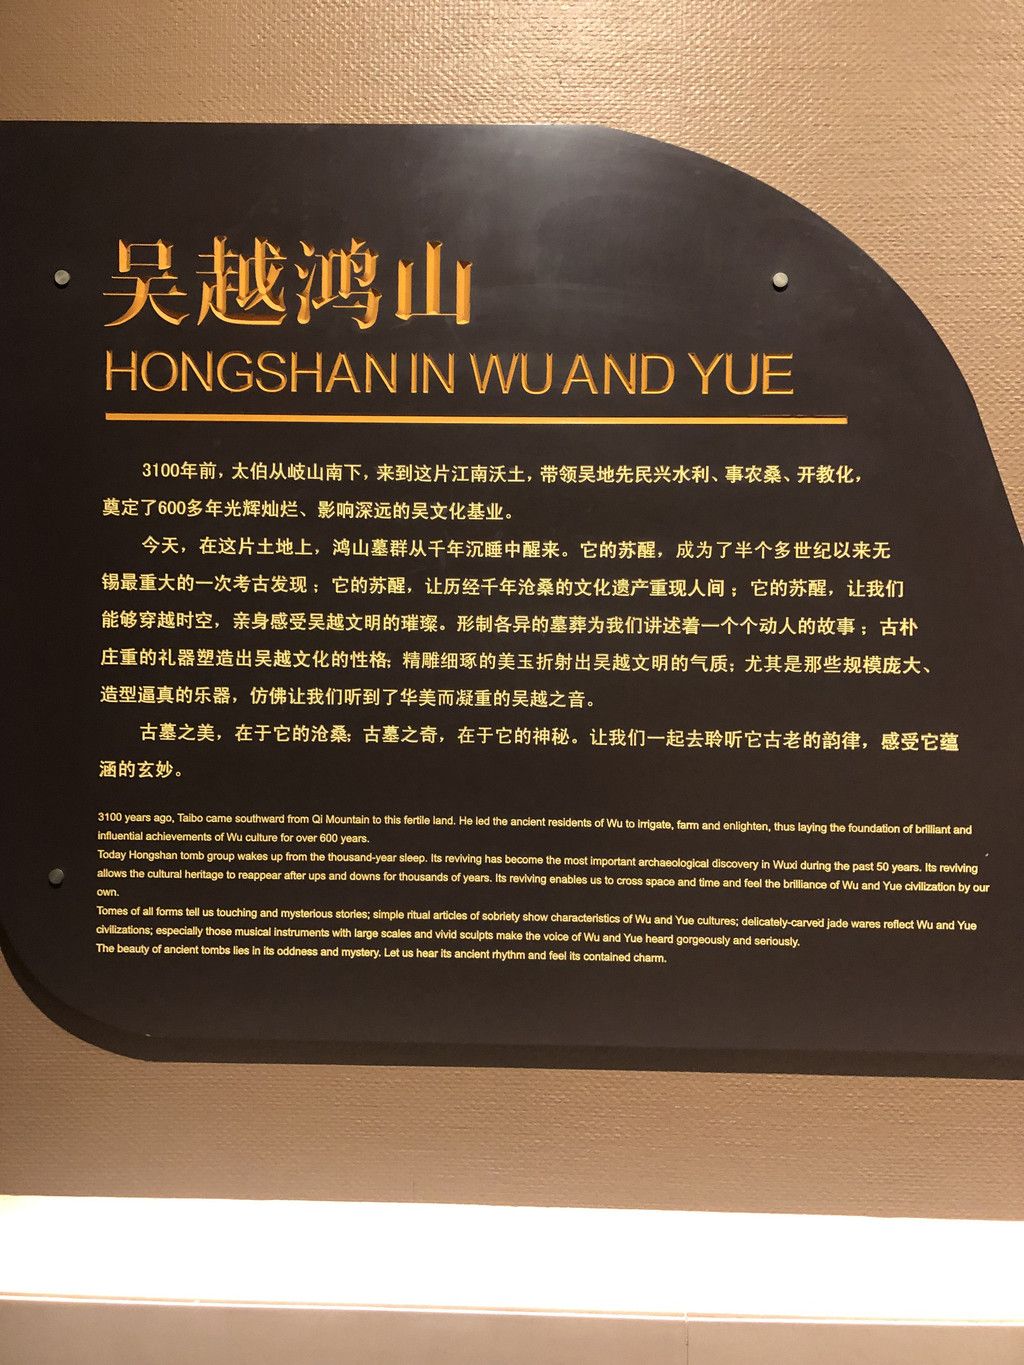 吴越鸿山
HONGSHAN IN WU AND YUE
3100年前，太伯从岐山南下，来到这片江南沃土，带领吴地先民兴水利、事农桑、开教化，
奠定了600多年光辉灿烂、影响深远的吴文化基业。
今天，在这片土地上，鸿山墓群从千年沉睡中醒来。它的苏醒，成为了半个多世纪以来无
锡最重大的一次考古发现；它的苏醒，让历经千年沧桑的文化遗产重现人间；它的苏醒，让我们
能够穿越时空，亲身感受吴越文明的璀璨。形制各异的墓葬为我们讲述着一个个动人的故事；古朴
庄重的礼器塑造出吴越文化的性格；精雕细琢的美玉折射出吴越文明的气质；尤其是那些规模庞大、
造型逼真的乐器，仿佛让我们听到了华美而凝重的吴越之音。
古墓之美，在于它的沧桑；古墓之奇，在于它的神秘。让我们一起去聆听它古老的韵律，感受它蕴
涵的玄妙。
3100 years ago, Taibo came southward from Qi Mountain to this fertile land. He led the ancient residents of Wu to irrigate, farm and enlighten, thus laying the foundation of brilliant and
influential achievements of Wu culture for over 600 years.
Today Hongshan tomb group wakes up from the thousand-year sleep. Its reviving has become the most important archaeological discovery in Wuxi during the past 50 years. Its reviving
allows the cultural heritage to reappear after ups and downs for thousands of years. Its reviving enables us to cross space and time and feel the brilliance of Wu and Yue civilization by our
own.
Tomes of all forms tell us touching and mysterious stories; simple ritual articles of sobriety show characteristics of Wu and Yue cultures; delicately-carved jade wares reflect Wu and Yue
civilizations; especially those musical instruments with large scales and vivid sculpts make the voice of Wu and Yue heard gorgeously and seriously.
The beauty of ancient tombs lies in its oddness and mystery. Let us hear its ancient rhythm and feel its contained charm.